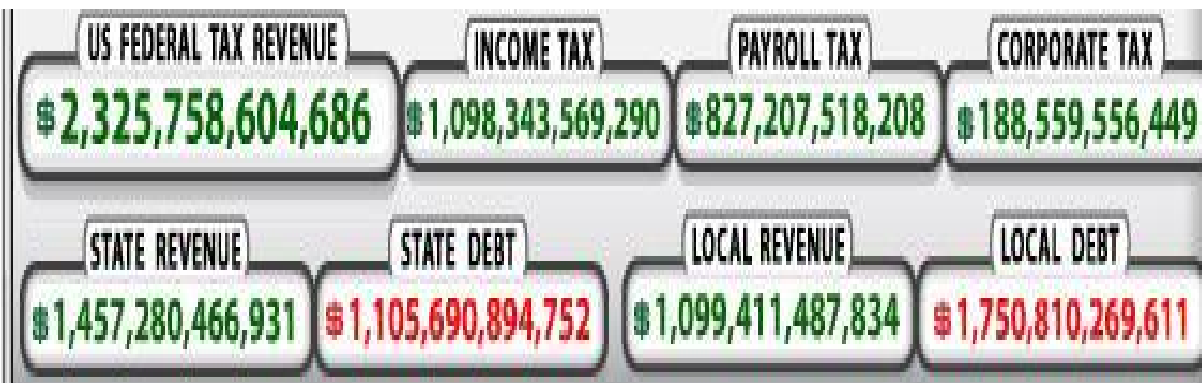 US FEDERAL TAX REVENUE INCOME TAX PAYROLL TAX CORPORATE TAX
$2,325,758,604,686 $1,098,343,569,290 $827,207,518,208 $188,559,556,449
STATE REVENUE STATE DEBT LOCAL REVENUE LOCAL DEBT
$1,457,280,466,931 $1,105,690,894,752 $1,099,411,487,834 $1,750,810,269,611